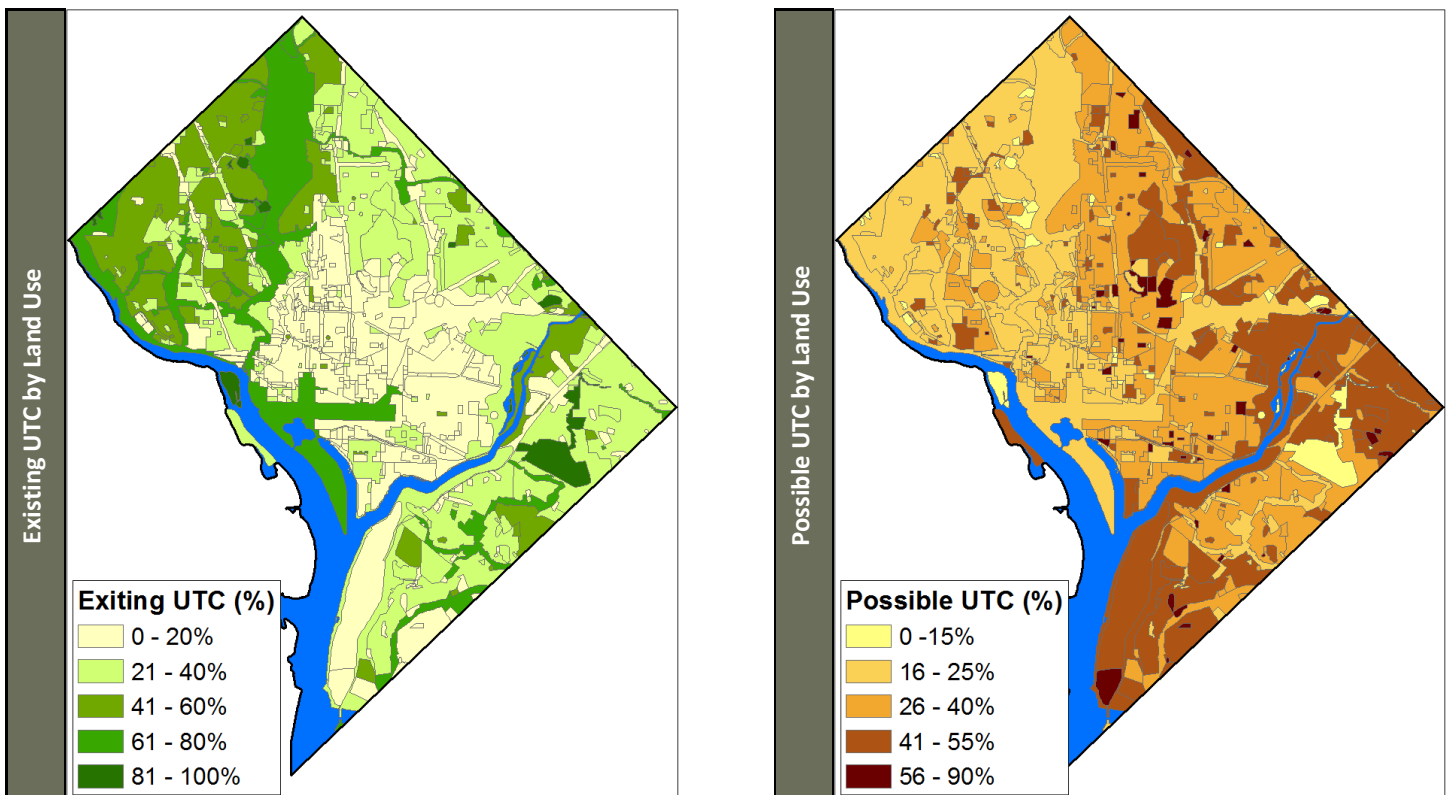 Existing UTC by Land Use
Exiting UTC (%)
0 - 20%
21 - 40%
41 - 60%
61 - 80%
81 - 100%
Possible UTC by Land Use
Possible UTC (%)
0 -15%
16 - 25%
26 - 40%
41 - 55%
56 - 90%